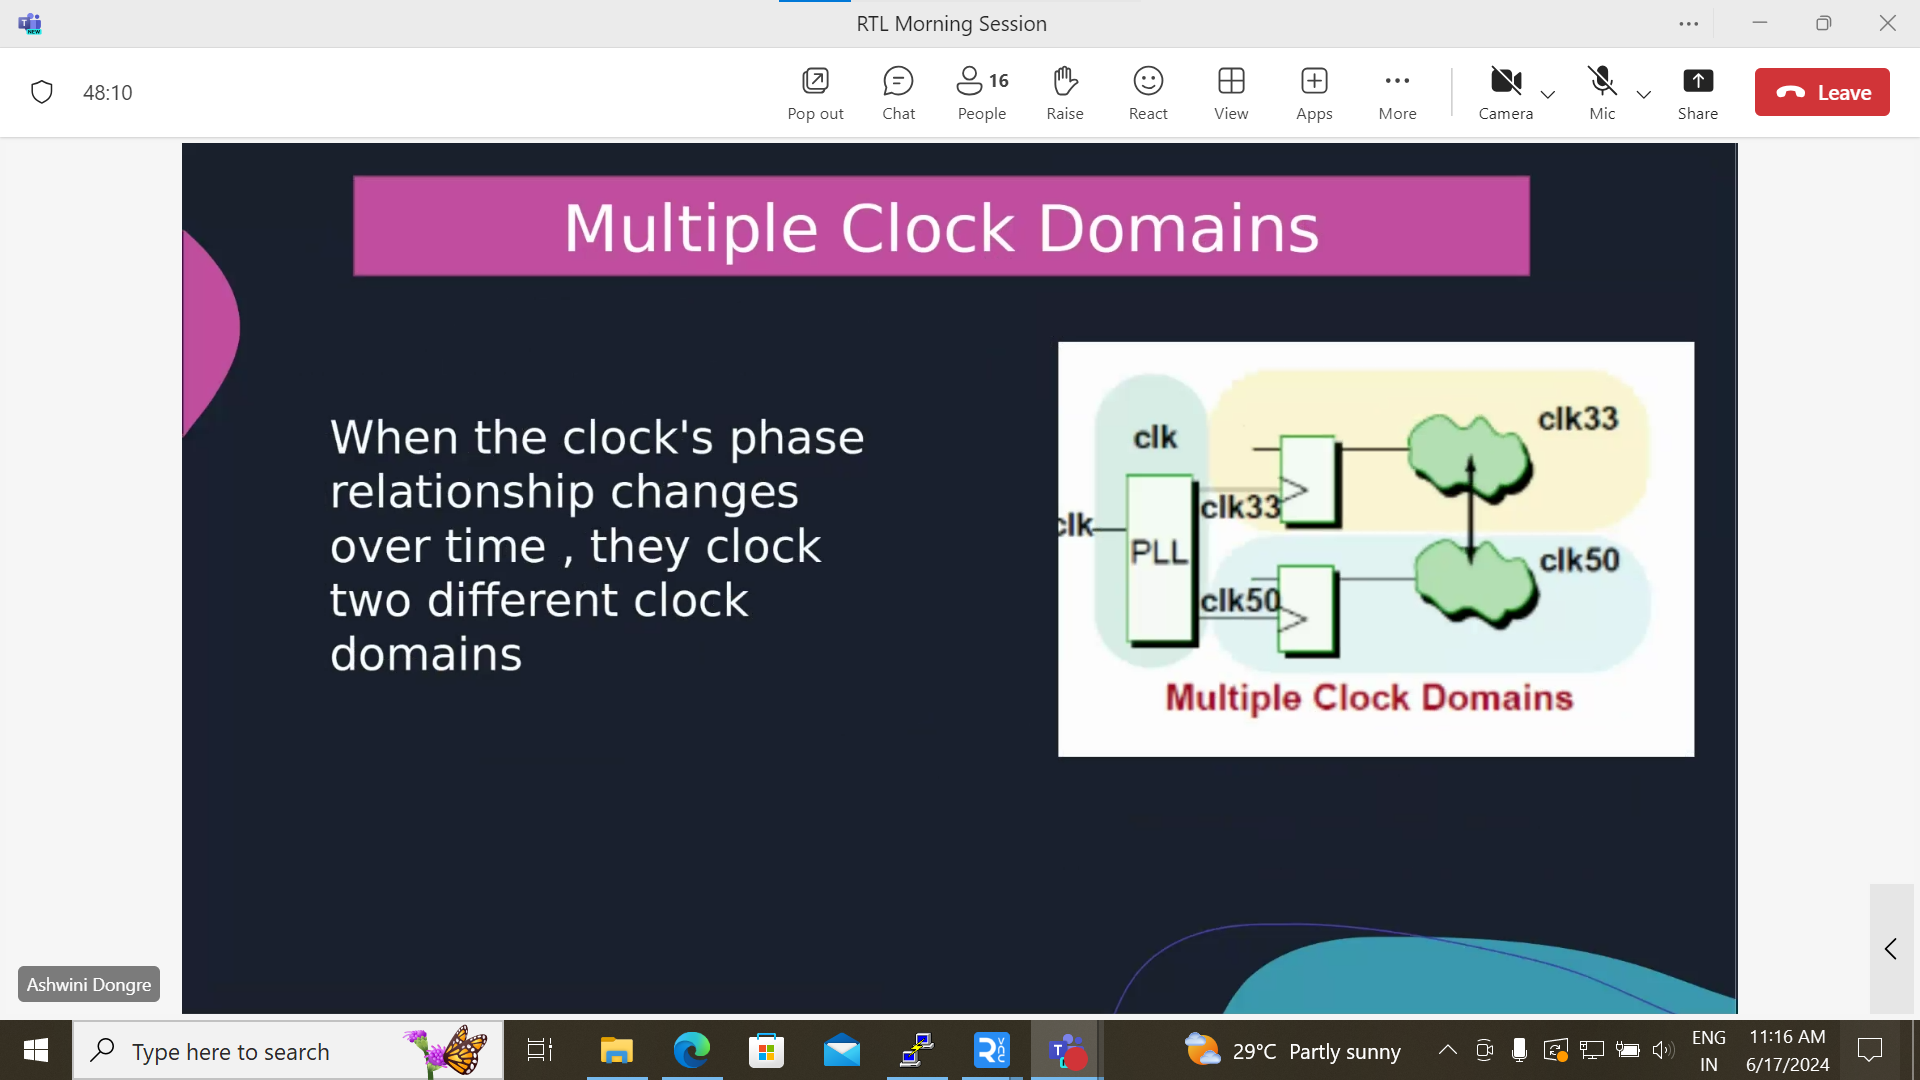 RTL Morning Session
48:10
Pop out
Chat
16
People
Raise
React
View
Apps
More
Camera
Mic
Share
Leave
Multiple Clock Domains
When the clock's phase
relationship changes
over time , they clock
two different clock
domains
clk
clk33
clk33
clk
PLL
clk50
clk50
Multiple Clock Domains
Ashwini Dongre
Type here to search
29°C Partly sunny
ENG
IN
11:16 AM
6/17/2024